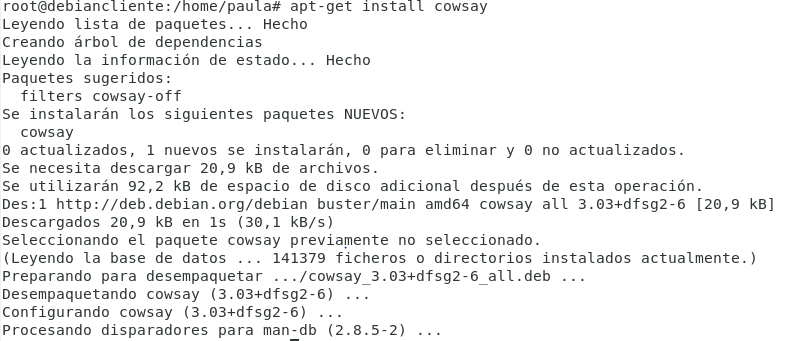 root@debiancliente:/home/paula# apt-get install cowsay
Leyendo lista de paquetes... Hecho
Creando árbol de dependencias
Leyendo la información de estado... Hecho
Paquetes sugeridos:
  filters cowsay-off
Se instalarán los siguientes paquetes NUEVOS:
  cowsay
0 actualizados, 1 nuevos se instalarán, 0 para eliminar y 0 no actualizados.
Se necesita descargar 20,9 kB de archivos.
Se utilizarán 92,2 kB de espacio de disco adicional después de esta operación.
Des:1 http://deb.debian.org/debian buster/main amd64 cowsay all 3.03+dfsg2-6 [20,9 kB]
Descargados 20,9 kB en 1s (30,1 kB/s)
Seleccionando el paquete cowsay previamente no seleccionado.
(Leyendo la base de datos ... 141379 ficheros o directorios instalados actualmente.)
Preparando para desempaquetar .../cowsay_3.03+dfsg2-6_all.deb ...
Desempaquetando cowsay (3.03+dfsg2-6) ...
Configurando cowsay (3.03+dfsg2-6) ...
Procesando disparadores para man-db (2.8.5-2) ...